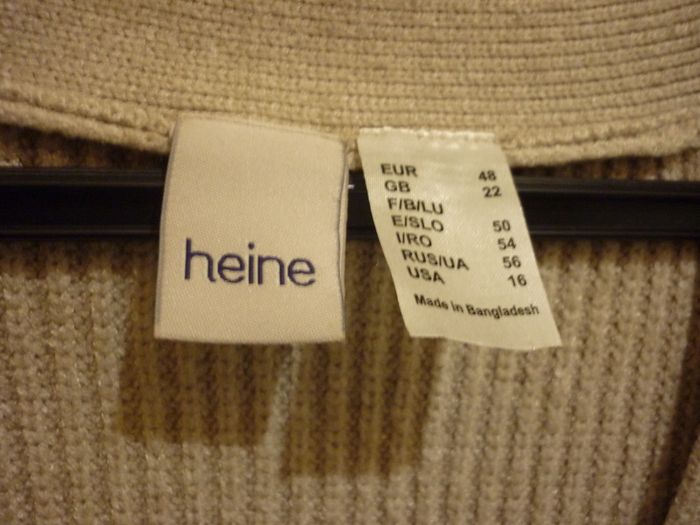 heine
EUR 48
GB 22
F/B/LU
E/SLO 50
I/RO 54
RUS/UA 56
USA 16
Made in Bangladesh